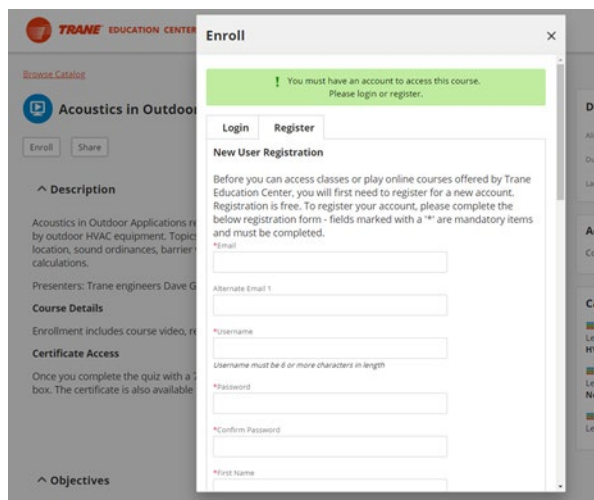 TRANE EDUCATION CENTER
Browse Catalog
Acoustics in Outdoor
Enroll
Share
Description
Acoustics in Outdoor Applications
by outdoor HVAC equipment. Topics
location, sound ordinances, barrier
calculations.
Presenters: Trane engineers Dave G
Course Details
Enrollment includes course video, re
Certificate Access
Once you complete the quiz with a
box. The certificate is also available
Objectives
Enroll
×
! You must have an account to access this course.
Please login or register.
Login
Register
New User Registration
Before you can access classes or play online courses offered by Trane
Education Center, you will first need to register for a new account.
Registration is free. To register your account, please complete the
below registration form - fields marked with a '*' are mandatory items
and must be completed.
*Email
Alternate Email 1
*Username
Username must be 6 or more characters in length
*Password
*Confirm Password
*First Name